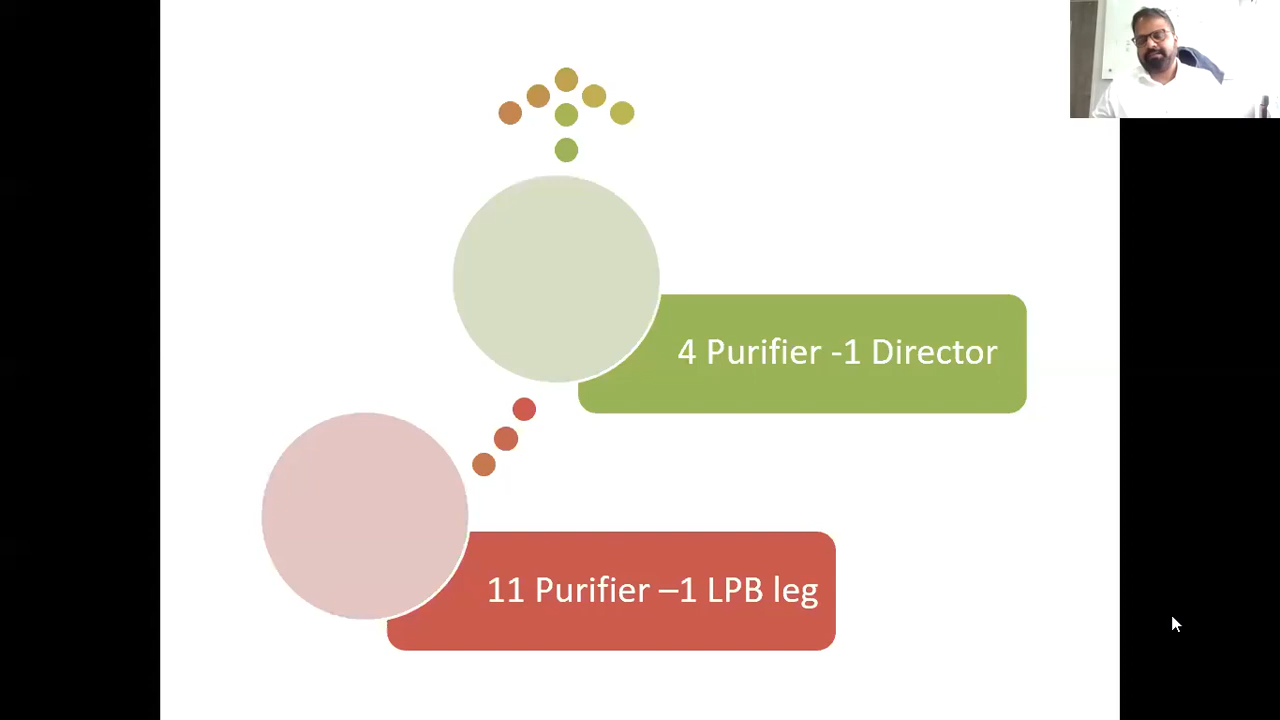 4 Purifier -1 Director
11 Purifier –1 LPB leg